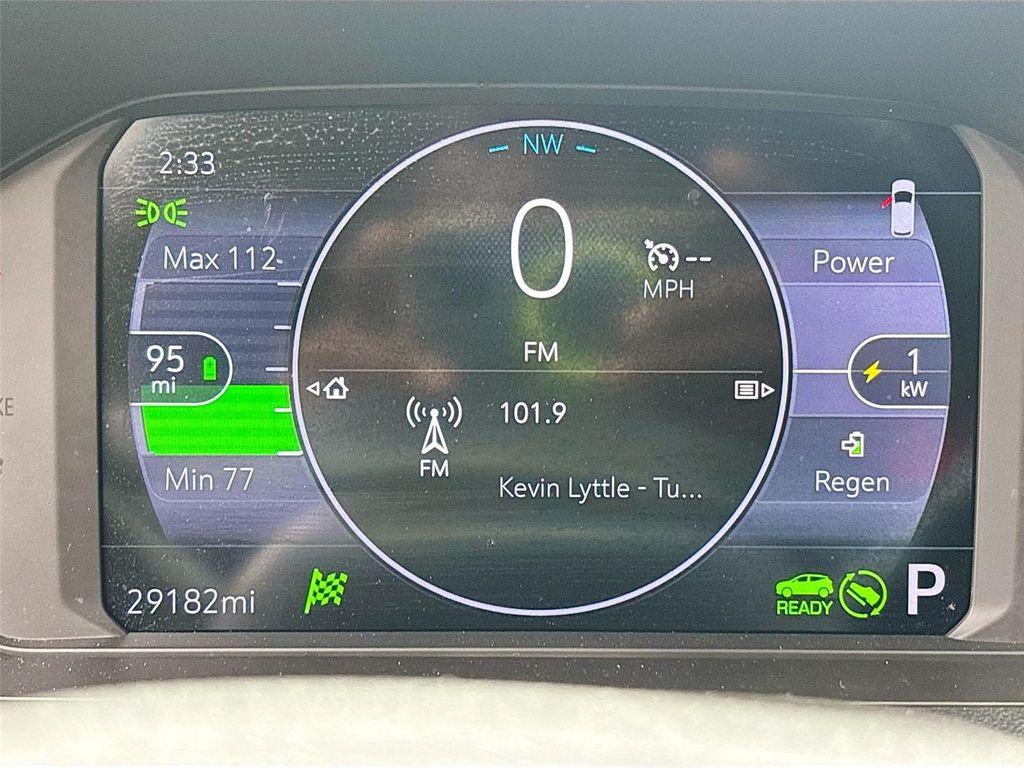 NW
2:33
0
--
MPH
Max 112
Power
FM
95
mi
1
kW
101.9
FM
Kevin Lyttle - Tu...
Min 77
Regen
29182mi
READY
P